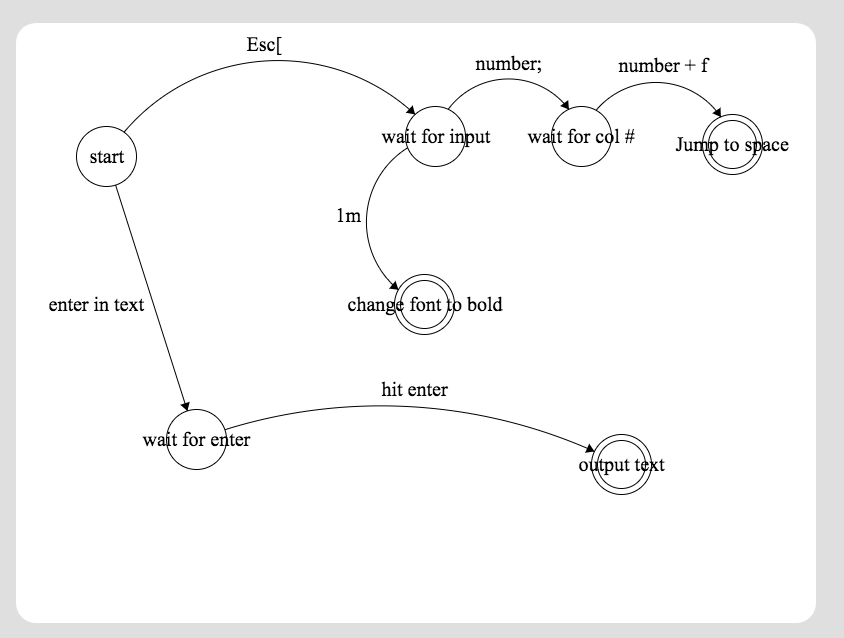 Esc[
number;
number + f
start
wait for input
wait for col #
Jump to space
1m
enter in text
change font to bold
hit enter
wait for enter
output text